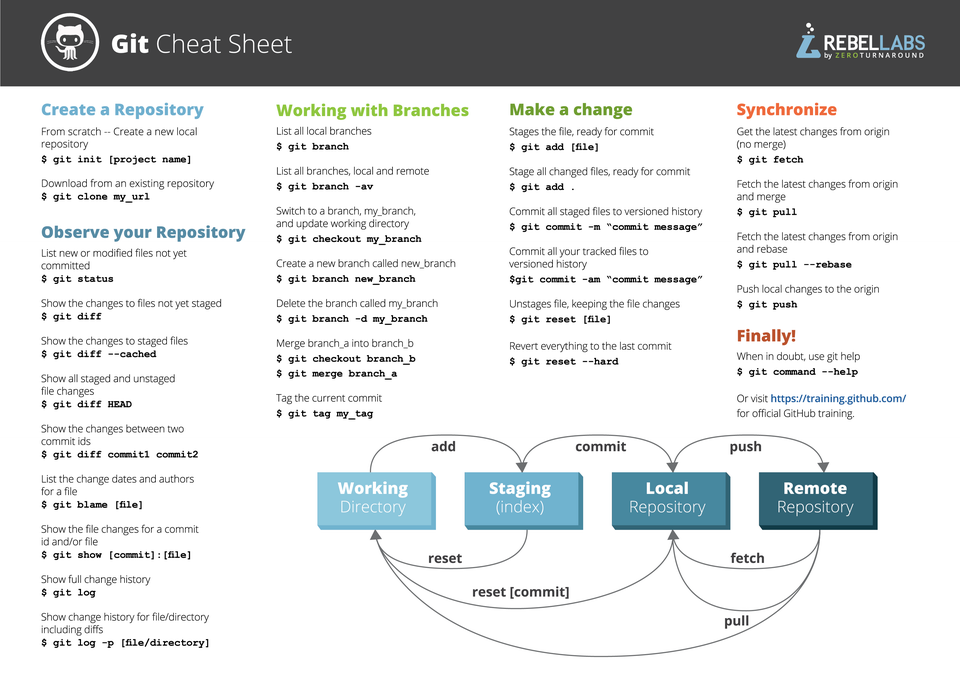 Git Cheat Sheet
REBELLABS
by ZEROTURNAROUND
Create a Repository
From scratch -- Create a new local
repository
$ git init [project name]
Download from an existing repository
$ git clone my_url
Observe your Repository
List new or modified files not yet
committed
$ git status
Show the changes to files not yet staged
$ git diff
Show the changes to staged files
$ git diff --cached
Show all staged and unstaged
file changes
$ git diff HEAD
Show the changes between two
commit ids
$ git diff commit1 commit2
List the change dates and authors
for a file
$ git blame [file]
Show the file changes for a commit
id and/or file
$ git show [commit]:[file]
Show full change history
$ git log
Show change history for file/directory
including diffs
$ git log -p [file/directory]
Working with Branches
List all local branches
$ git branch
List all branches, local and remote
$ git branch -av
Switch to a branch, my_branch,
and update working directory
$ git checkout my_branch
Create a new branch called new_branch
$ git branch new_branch
Delete the branch called my_branch
$ git branch -d my_branch
Merge branch_a into branch_b
$ git checkout branch_b
$ git merge branch_a
Tag the current commit
$ git tag my_tag
Make a change
Stages the file, ready for commit
$ git add [file]
Stage all changed files, ready for commit
$ git add .
Commit all staged files to versioned history
$ git commit -m “commit message”
Commit all your tracked files to
versioned history
$git commit -am “commit message”
Unstages file, keeping the file changes
$ git reset [file]
Revert everything to the last commit
$ git reset --hard
Synchronize
Get the latest changes from origin
(no merge)
$ git fetch
Fetch the latest changes from origin
and merge
$ git pull
Fetch the latest changes from origin
and rebase
$ git pull --rebase
Push local changes to the origin
$ git push
Finally!
When in doubt, use git help
$ git command --help
Or visit https://training.github.com/
for official GitHub training.
add
commit
push
Working
Directory
Staging
(index)
Local
Repository
Remote
Repository
reset
fetch
reset [commit]
pull